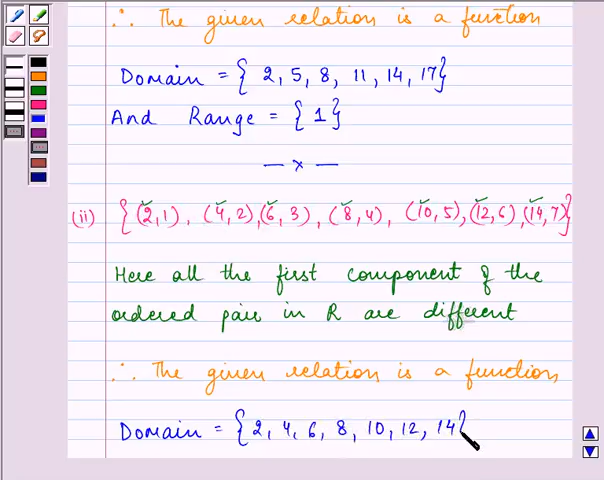 ∴ The given relation is a function
Domain = { 2, 5, 8, 11, 14, 17}
And Range = { 1 }
— x —
(ii) { (2,1), (4,2), (6,3), (8,4), (10,5), (12,6), (14,7)}
Here all the first component of the
ordered pair in R are different
∴ The given relation is a function,
Domain = { 2, 4, 6, 8, 10, 12, 14}